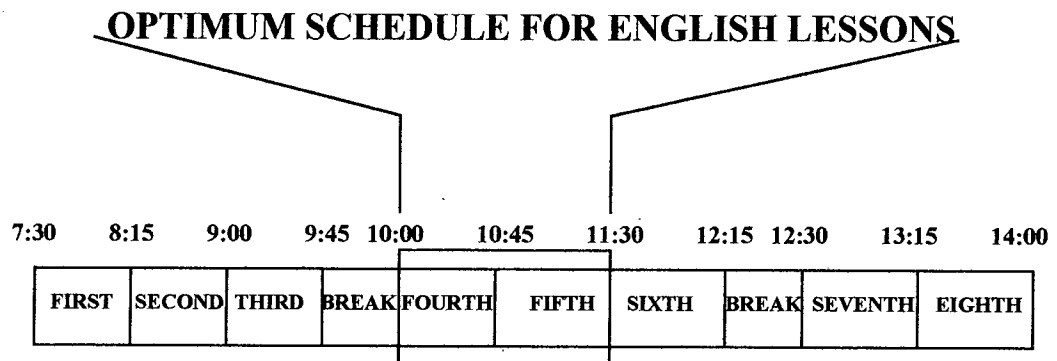 OPTIMUM SCHEDULE FOR ENGLISH LESSONS
7:30 8:15 9:00 9:45 10:00 10:45 11:30 12:15 12:30 13:15 14:00
FIRST SECOND THIRD BREAK FOURTH FIFTH SIXTH BREAK SEVENTH EIGHTH